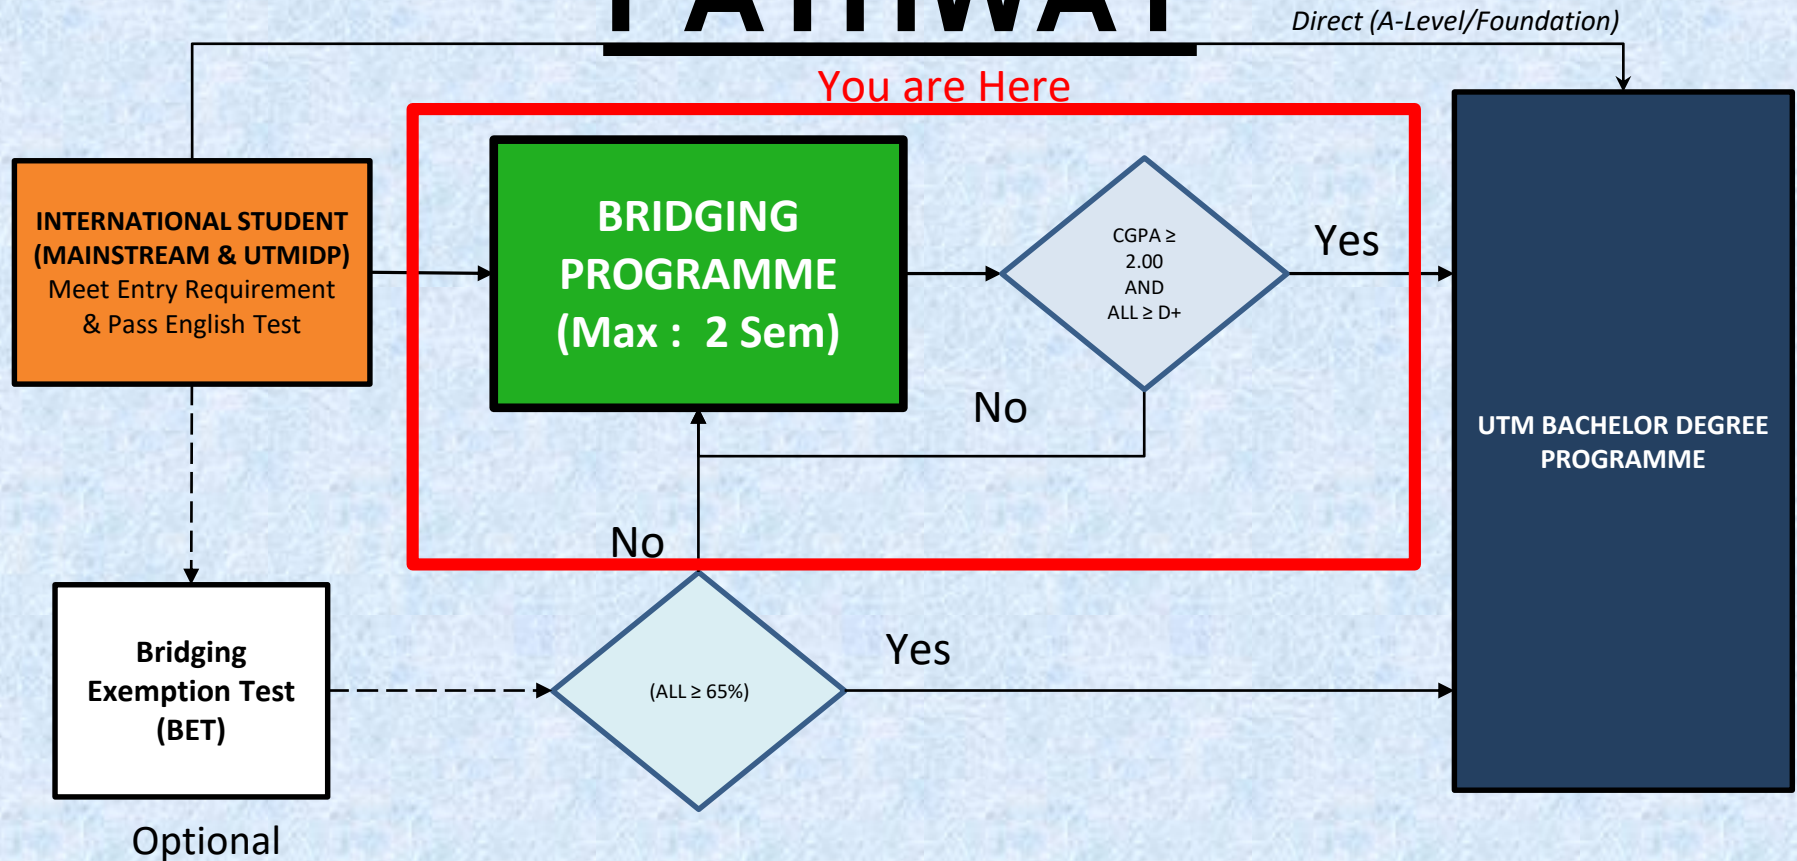 PATHWAY
Direct (A-Level/Foundation)
You are Here
INTERNATIONAL STUDENT
(MAINSTREAM & UTMIDP)
Meet Entry Requirement
& Pass English Test
BRIDGING
PROGRAMME
(Max : 2 Sem)
CGPA ≥
2.00
AND
ALL ≥ D+
Yes
No
No
UTM BACHELOR DEGREE
PROGRAMME
Bridging
Exemption Test
(BET)
(ALL ≥ 65%)
Yes
Optional